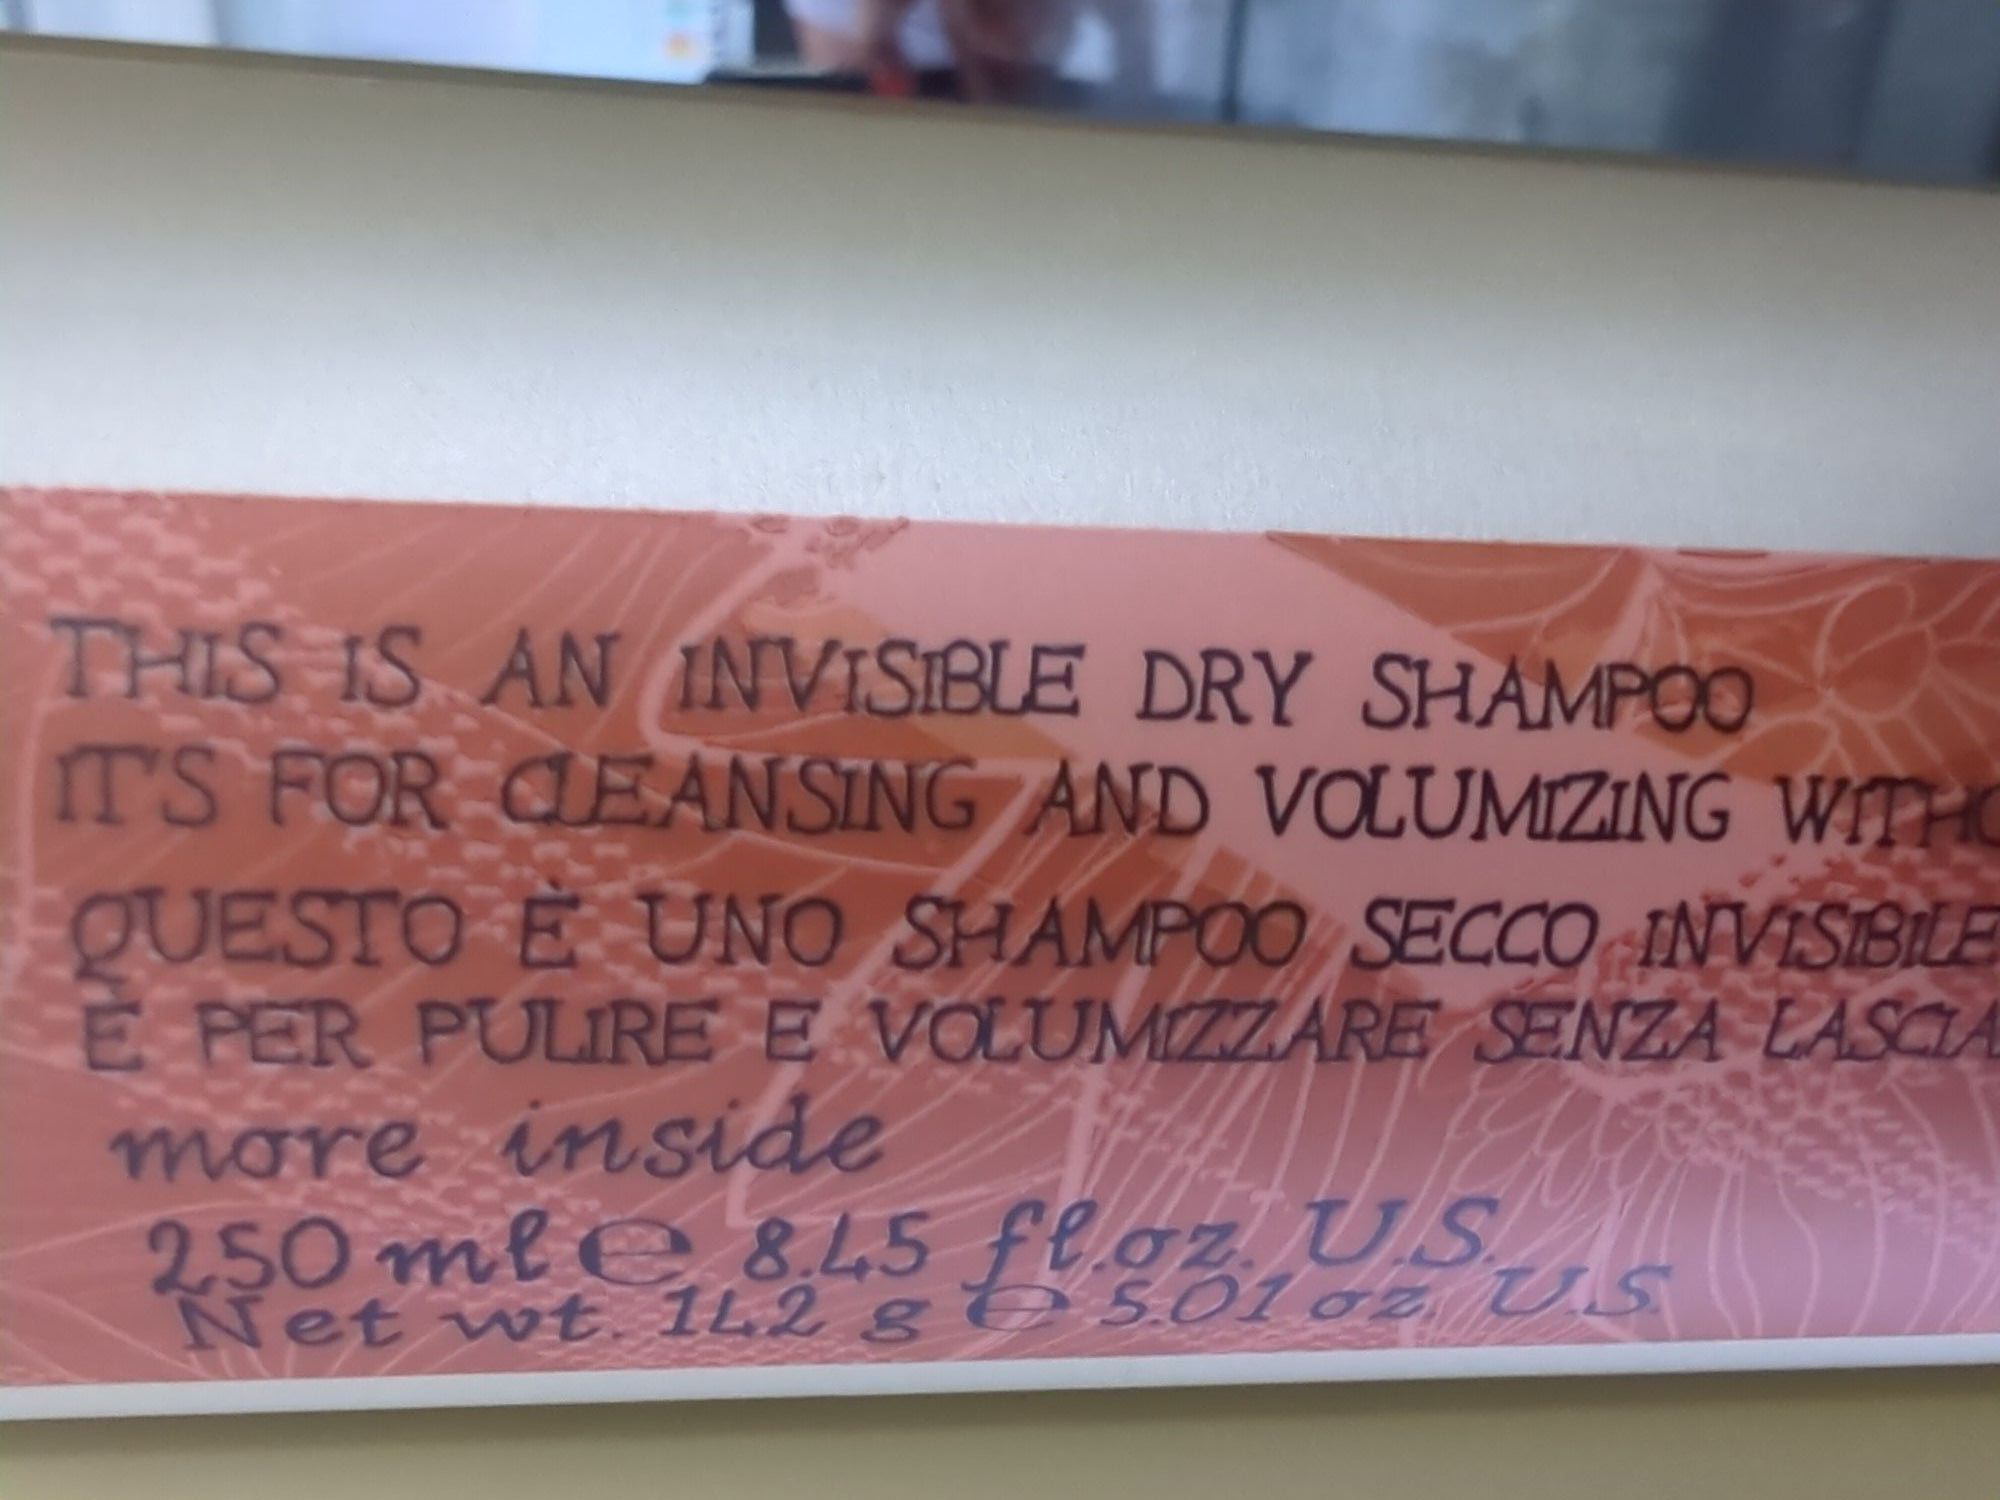 THIS IS AN INVISIBLE DRY SHAMPOO
IT'S FOR CLEANSING AND VOLUMIZING
QUESTO È UNO SHAMPOO SECCO INVISIBILE
È PER PULIRE E VOLUMIZZARE SENZA
more inside
250 ml ℮ 8.45 fl.oz. U.S.
Net wt. 142 g ℮ 5.01 oz. U.S.